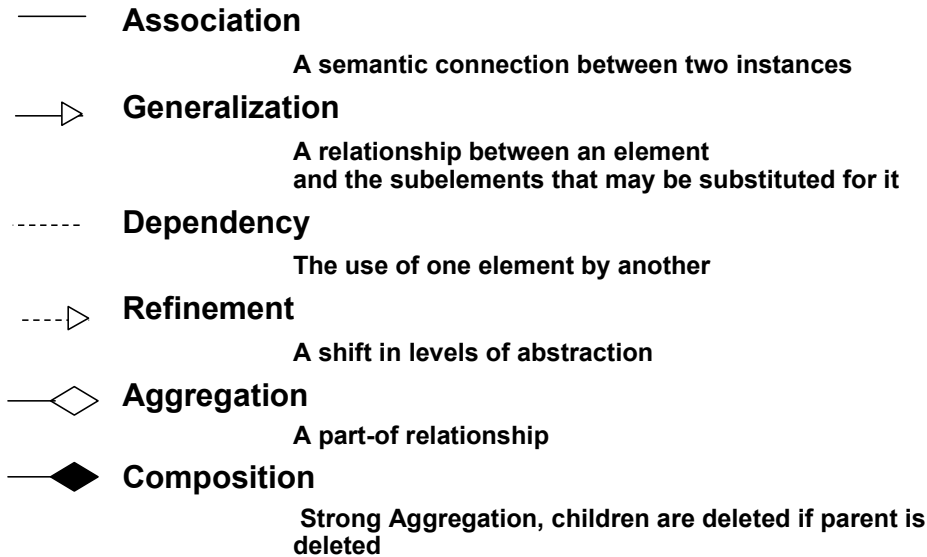 Association
A semantic connection between two instances
Generalization
A relationship between an element
and the subelements that may be substituted for it
Dependency
The use of one element by another
Refinement
A shift in levels of abstraction
Aggregation
A part-of relationship
Composition
Strong Aggregation, children are deleted if parent is
deleted